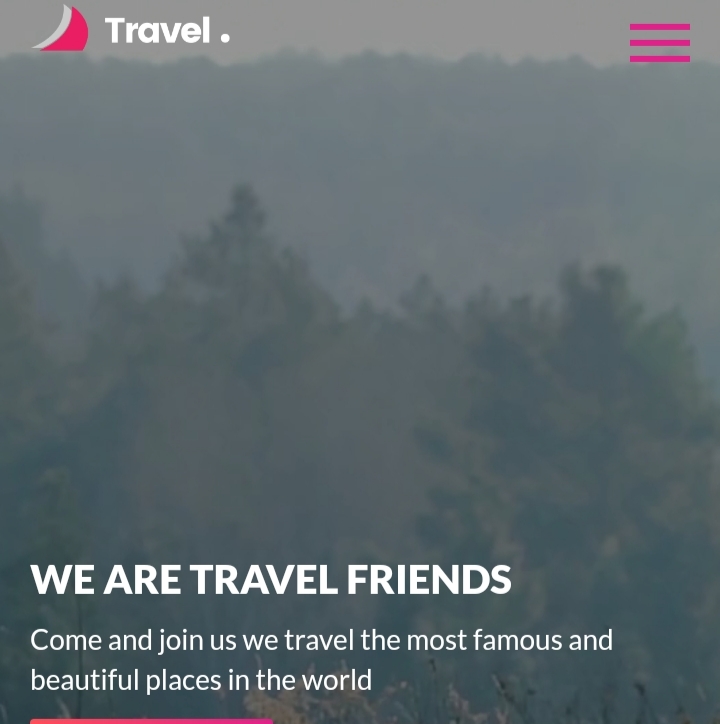 Travel .
WE ARE TRAVEL FRIENDS
Come and join us we travel the most famous and
beautiful places in the world